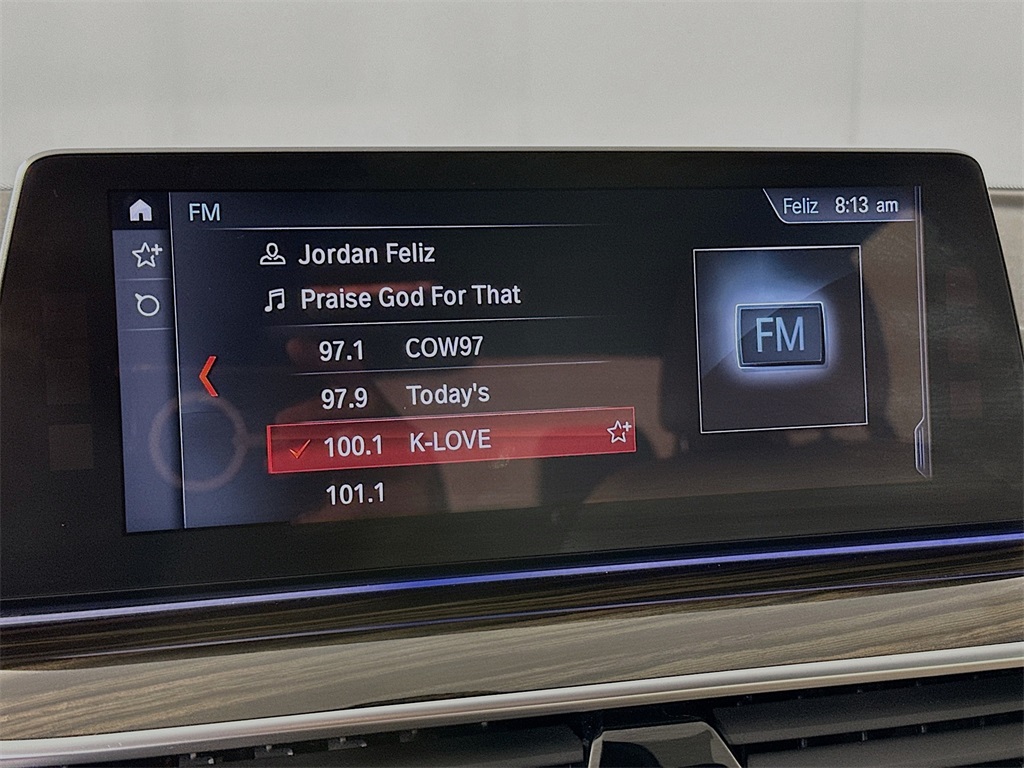 FM
Feliz 8:13 am
Jordan Feliz
Praise God For That
97.1 COW97
97.9 Today's
100.1 K-LOVE
101.1
FM